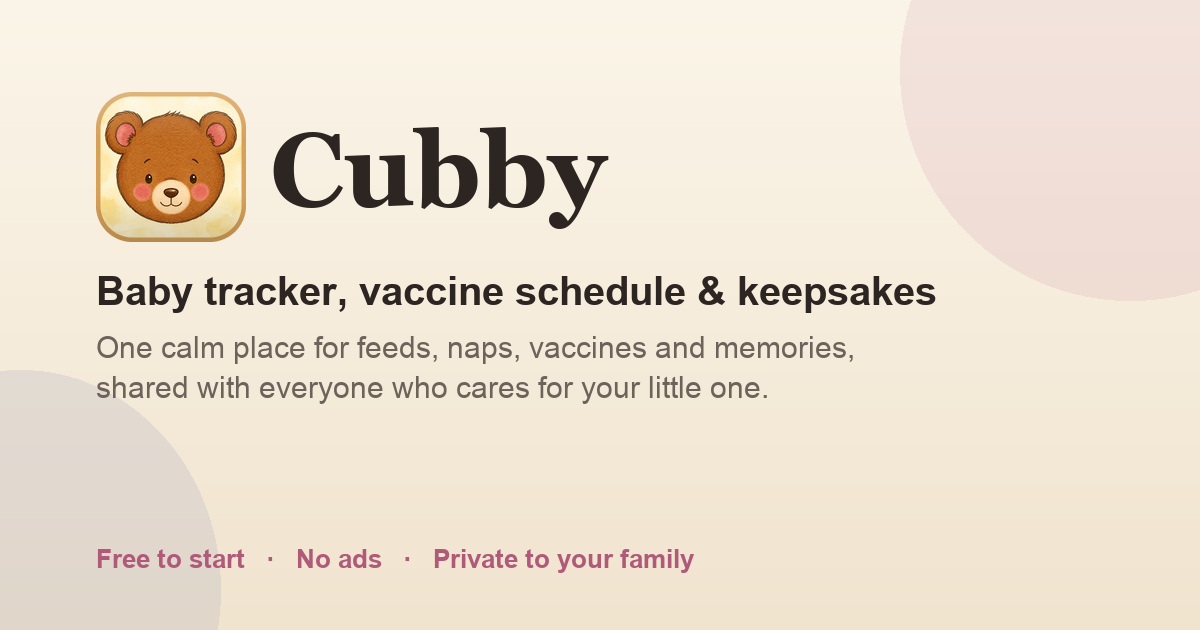 Cubby
Baby tracker, vaccine schedule & keepsakes
One calm place for feeds, naps, vaccines and memories,
shared with everyone who cares for your little one.
Free to start · No ads · Private to your family